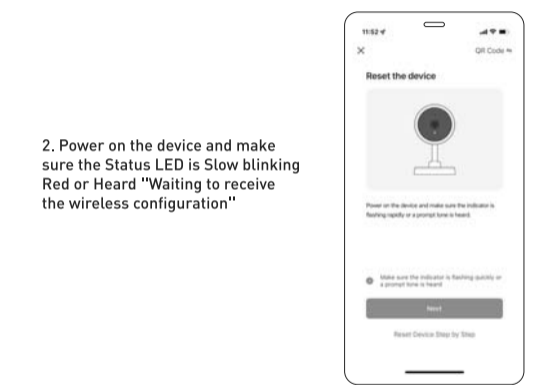 2. Power on the device and make
sure the Status LED is Slow blinking
Red or Heard "Waiting to receive
the wireless configuration"
11:52
QR Code
Reset the device
Power on the device and make sure the indicator is
flashing rapidly or a prompt tone is heard.
Make sure the indicator is flashing quickly or
a prompt tone is heard
Next
Reset Device Step by Step